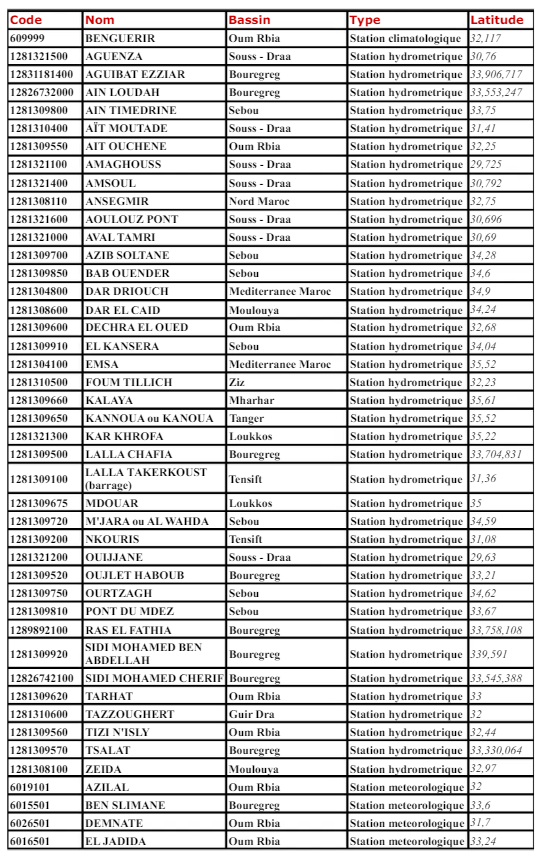 Code Nom Bassin Type Latitude
609999 BENGUERIR Oum Rbia Station climatologique 32,117
1281321500 AGUENZA Souss - Draa Station hydrometrique 30,76
12831181400 AGUIBAT EZZIAR Bouregreg Station hydrometrique 33,906,717
12826732000 AIN LOUDAH Bouregreg Station hydrometrique 33,553,247
1281309800 AIN TIMEDRINE Sebou Station hydrometrique 33,75
1281310400 AÏT MOUTADE Souss - Draa Station hydrometrique 31,41
1281309550 AIT OUCHENE Oum Rbia Station hydrometrique 32,25
1281321100 AMAGHOUSS Souss - Draa Station hydrometrique 29,725
1281321400 AMSOUL Souss - Draa Station hydrometrique 30,792
1281308110 ANSEGMIR Nord Maroc Station hydrometrique 32,75
1281321600 AOULOUZ PONT Souss - Draa Station hydrometrique 30,696
1281321000 AVAL TAMRI Souss - Draa Station hydrometrique 30,69
1281309700 AZIB SOLTANE Sebou Station hydrometrique 34,28
1281309850 BAB OUENDER Sebou Station hydrometrique 34,6
1281304800 DAR DRIOUCH Mediterranee Maroc Station hydrometrique 34,9
1281308600 DAR EL CAID Moulouya Station hydrometrique 34,24
1281309600 DECHRA EL OUED Oum Rbia Station hydrometrique 32,68
1281309910 EL KANSERA Sebou Station hydrometrique 34,04
1281304100 EMSA Mediterranee Maroc Station hydrometrique 35,52
1281310500 FOUM TILLICH Ziz Station hydrometrique 32,23
1281309660 KALAYA Mharhar Station hydrometrique 35,61
1281309650 KANNOUA ou KANOUA Tanger Station hydrometrique 35,52
1281321300 KAR KHROFA Loukkos Station hydrometrique 35,22
1281309500 LALLA CHAFIA Bouregreg Station hydrometrique 33,704,831
1281309100 LALLA TAKERKOUST (barrage) Tensift Station hydrometrique 31,36
1281309675 MDOUAR Loukkos Station hydrometrique 35
1281309720 M'JARA ou AL WAHDA Sebou Station hydrometrique 34,59
1281309200 NKOURIS Tensift Station hydrometrique 31,08
1281321200 OUIJJANE Souss - Draa Station hydrometrique 29,63
1281309520 OUJLET HABOUB Bouregreg Station hydrometrique 33,21
1281309750 OURTZAGH Sebou Station hydrometrique 34,62
1281309810 PONT DU MDEZ Sebou Station hydrometrique 33,67
1289892100 RAS EL FATHIA Bouregreg Station hydrometrique 33,758,108
1281309920 SIDI MOHAMED BEN ABDELLAH Bouregreg Station hydrometrique 339,591
12826742100 SIDI MOHAMED CHERIF Bouregreg Station hydrometrique 33,545,388
1281309620 TARHAT Oum Rbia Station hydrometrique 33
1281310600 TAZZOUGHERT Guir Dra Station hydrometrique 32
1281309560 TIZI N'ISLY Oum Rbia Station hydrometrique 32,44
1281309570 TSALAT Bouregreg Station hydrometrique 33,330,064
1281308100 ZEIDA Moulouya Station hydrometrique 32,97
6019101 AZILAL Oum Rbia Station meteorologique 32
6015501 BEN SLIMANE Bouregreg Station meteorologique 33,6
6026501 DEMNATE Oum Rbia Station meteorologique 31,7
6016501 EL JADIDA Oum Rbia Station meteorologique 33,24